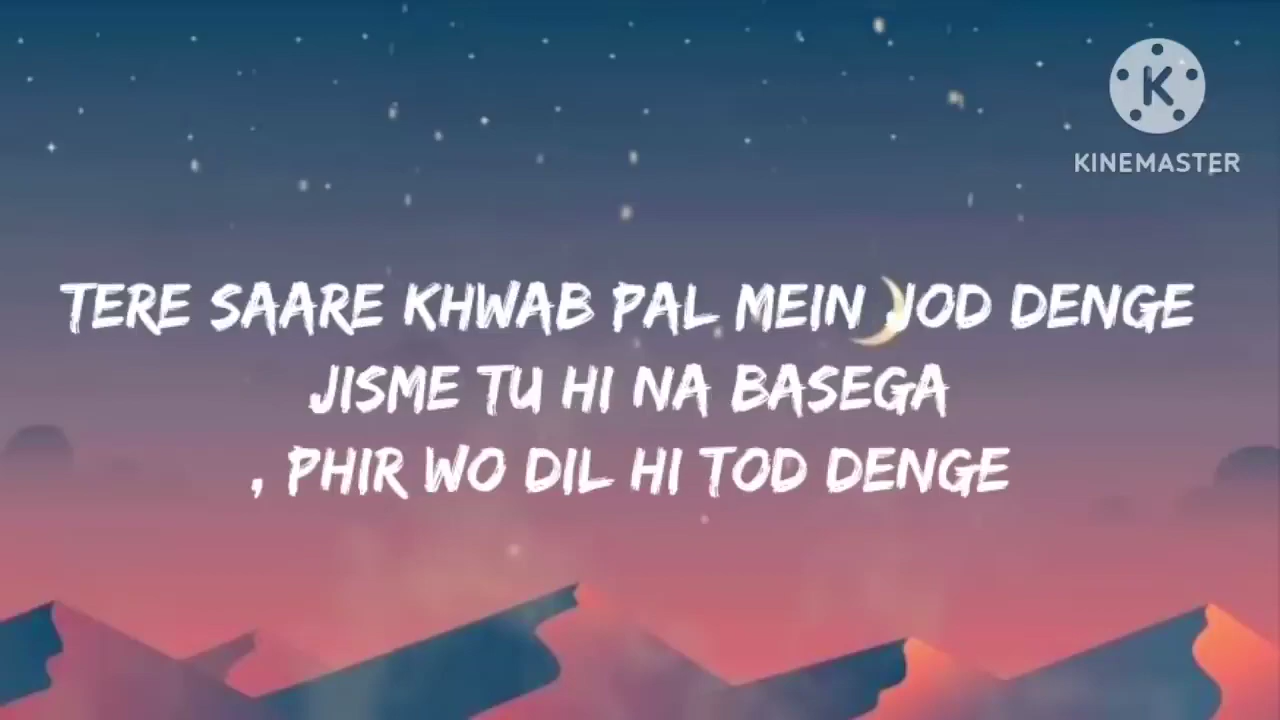 KINEMASTER
TERE SAARE KHWAB PAL MEIN JOD DENGE
JISME TU HI NA BASEGA
, PHIR WO DIL HI TOD DENGE